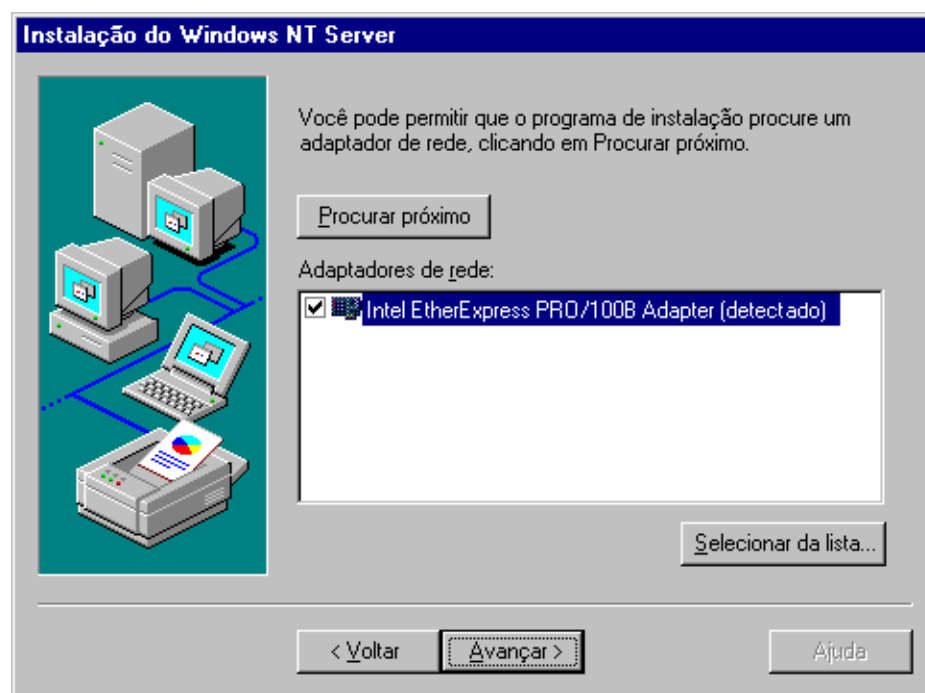 Instalação do Windows NT Server
Você pode permitir que o programa de instalação procure um
adaptador de rede, clicando em Procurar próximo.
Procurar próximo
Adaptadores de rede:
Intel EtherExpress PRO/100B Adapter (detectado)
Selecionar da lista...
< Voltar
Avançar >
Ajuda